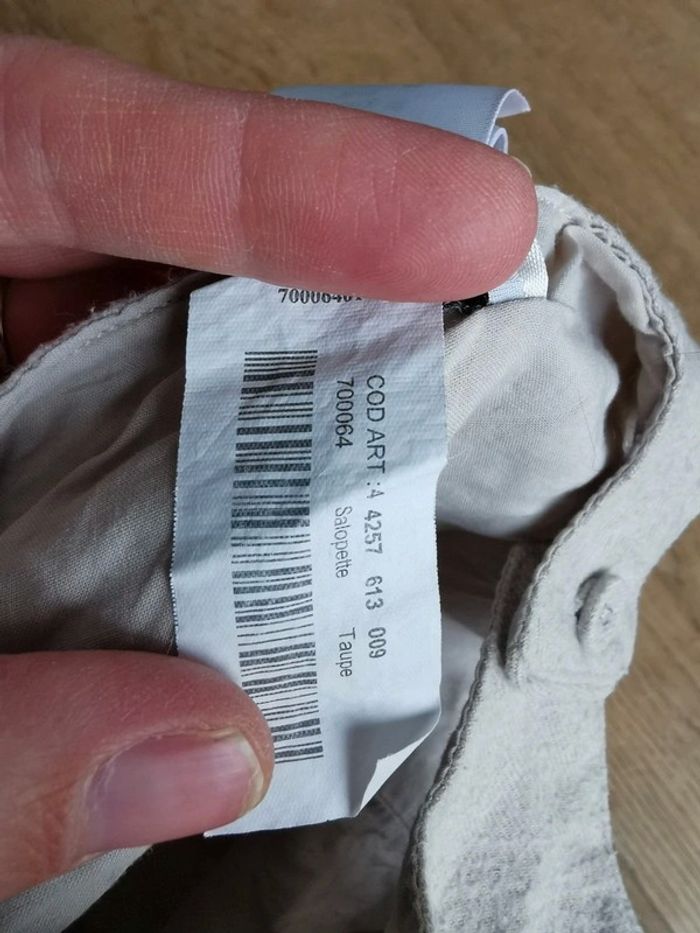 COD ART :4 4257 613 009
700064 Salopette Taupe